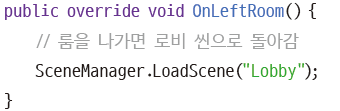 public override void OnLeftRoom() {
// 룸을 나가면 로비 씬으로 돌아감
SceneManager.LoadScene("Lobby");
}